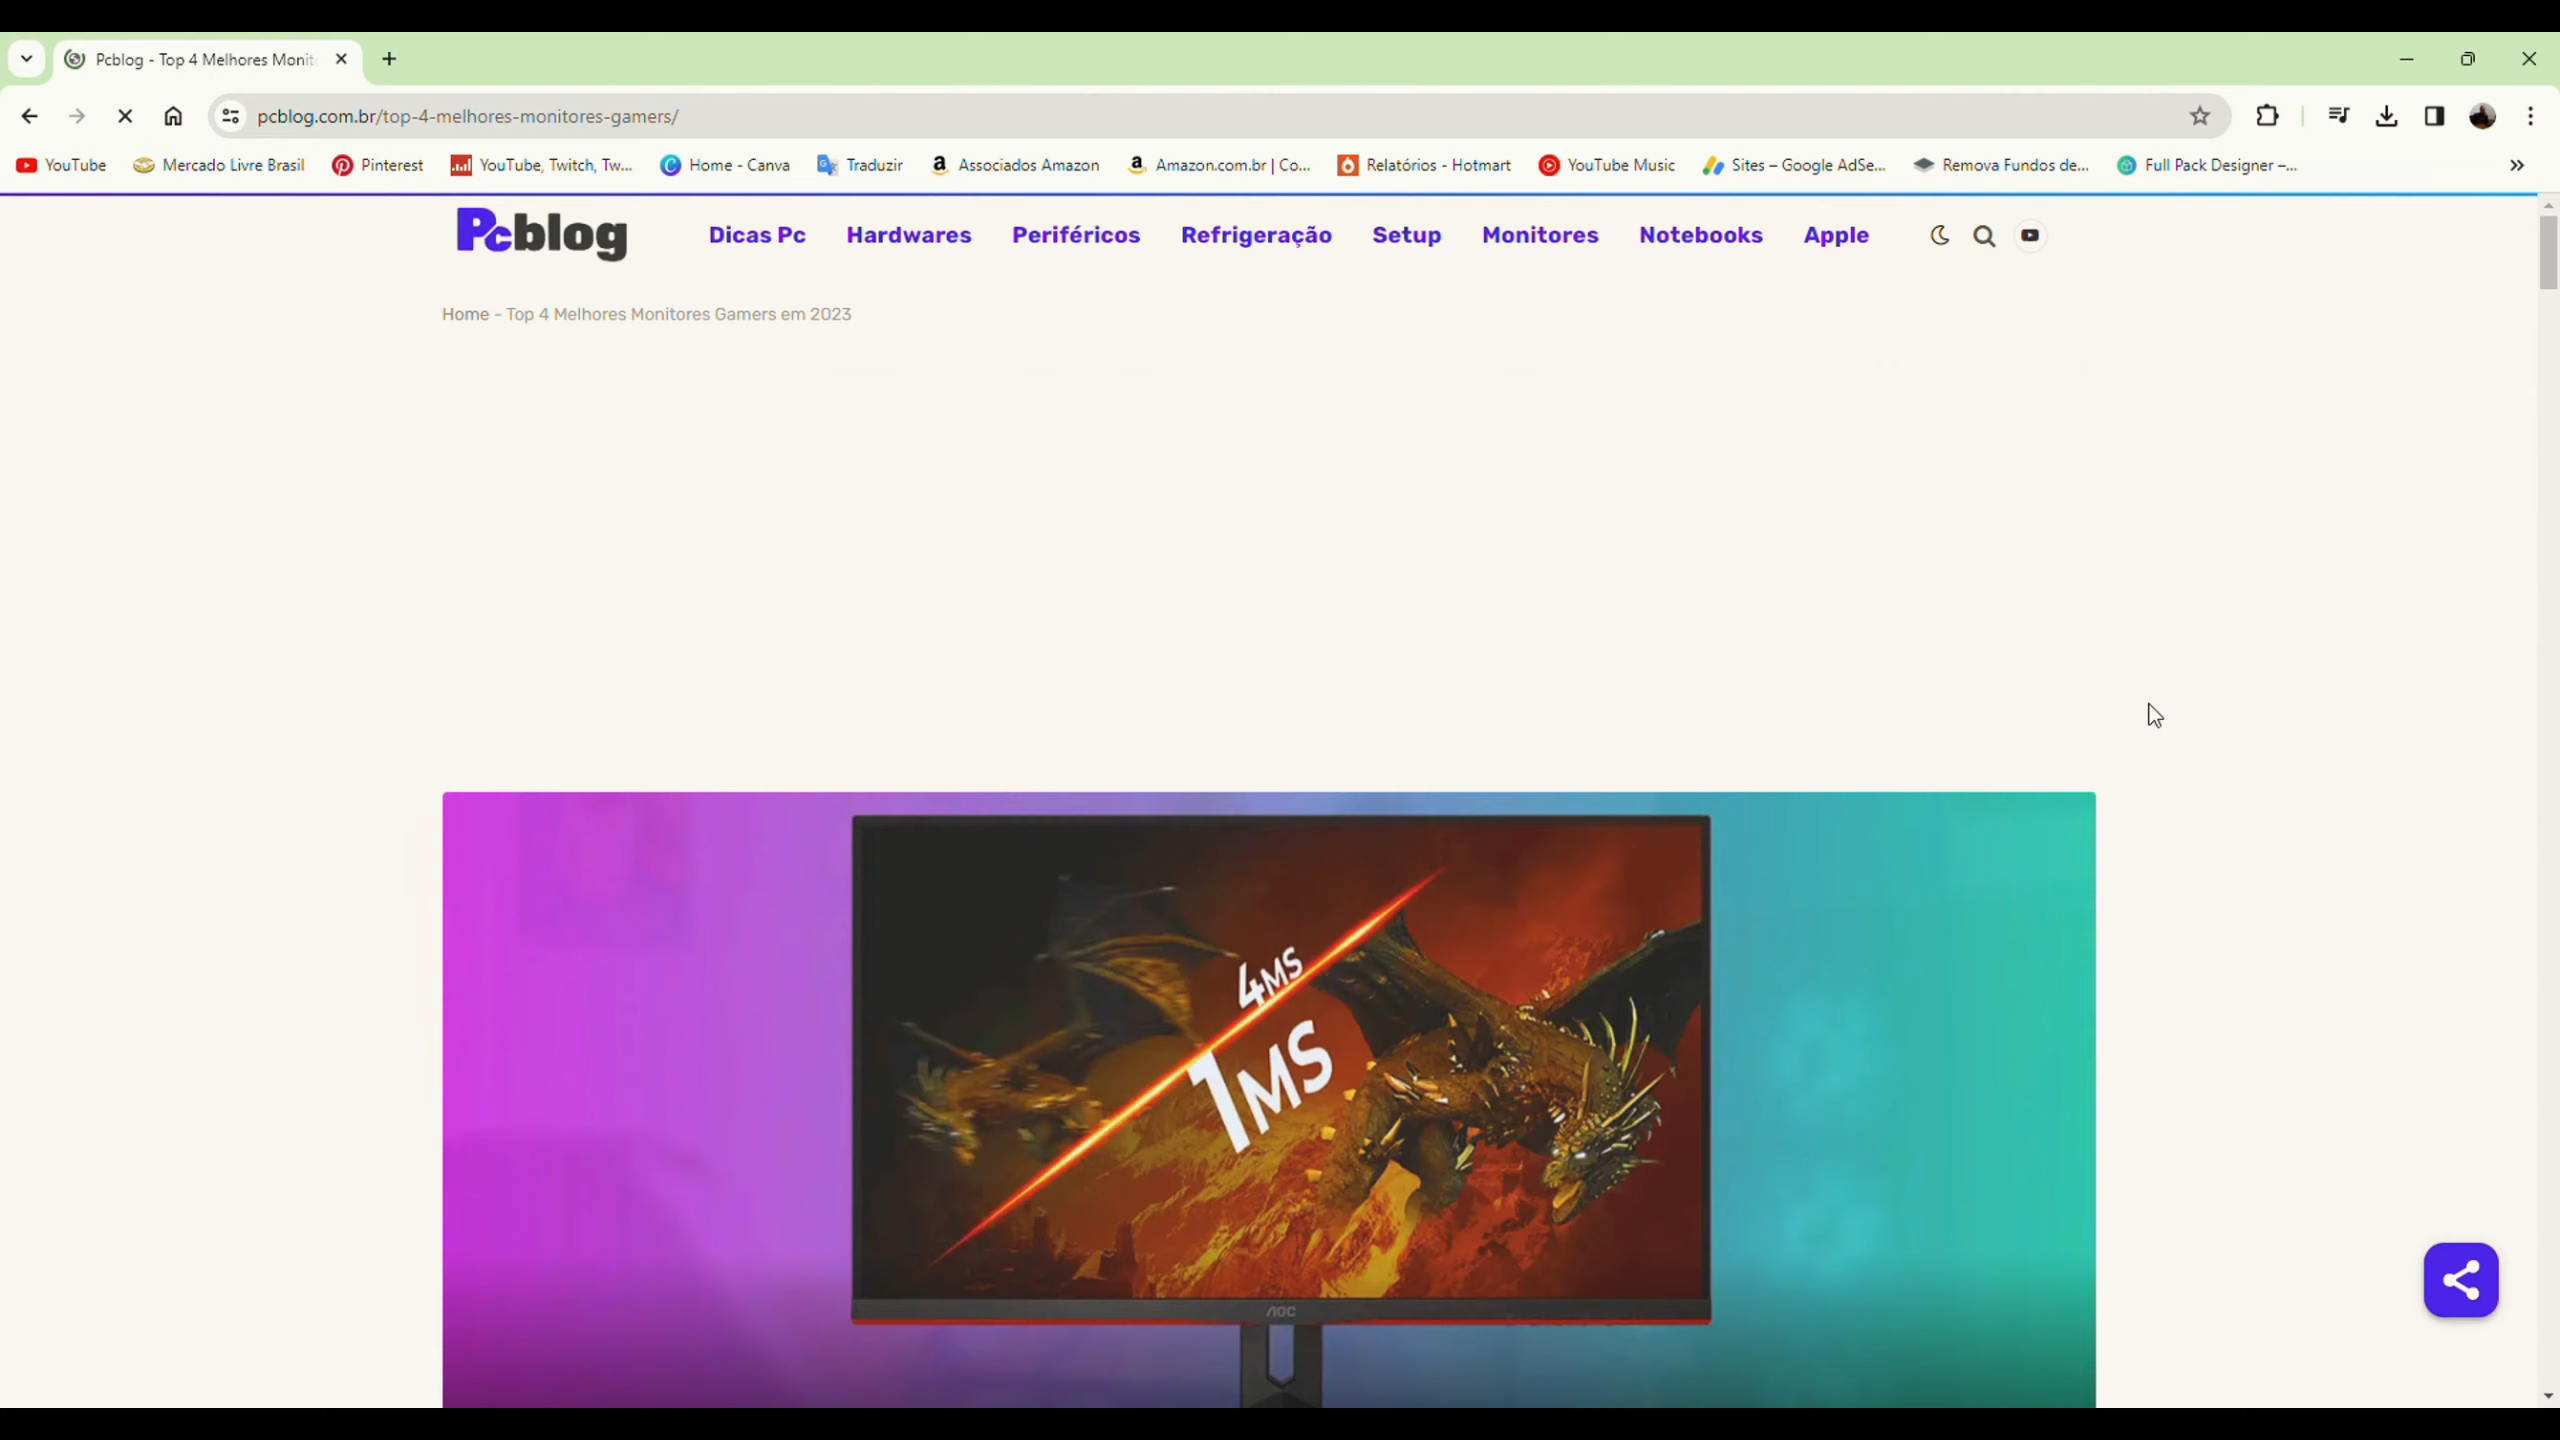 Pcblog - Top 4 Melhores Monit
pcblog.com.br/top-4-melhores-monitores-gamers/
YouTube Mercado Livre Brasil Pinterest YouTube, Twitch, Tw... Home - Canva Traduzir Associados Amazon Amazon.com.br | Co... Relatórios - Hotmart YouTube Music Sites – Google AdSe... Remova Fundos de... Full Pack Designer –...
Pcblog Dicas Pc Hardwares Periféricos Refrigeração Setup Monitores Notebooks Apple
Home - Top 4 Melhores Monitores Gamers em 2023
4MS
1MS
AOC